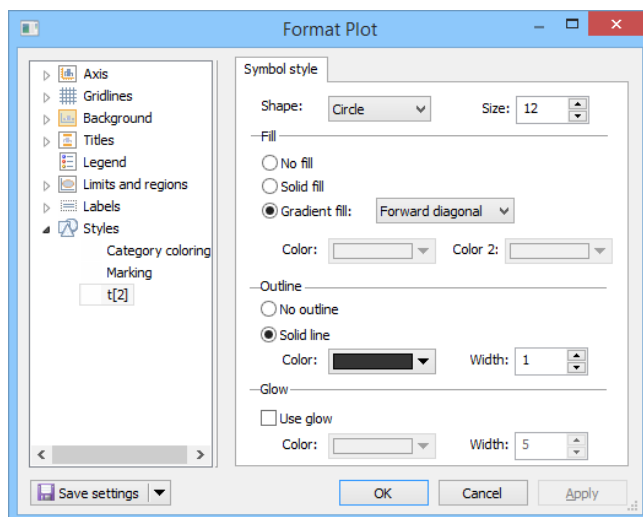 Format Plot
Axis
Gridlines
Background
Titles
Legend
Limits and regions
Labels
Styles
Category coloring
Marking
t[2]
Symbol style
Shape: Circle Size: 12
Fill
No fill
Solid fill
Gradient fill: Forward diagonal
Color: Color 2:
Outline
No outline
Solid line
Color: Width: 1
Glow
Use glow
Color: Width: 5
Save settings OK Cancel Apply